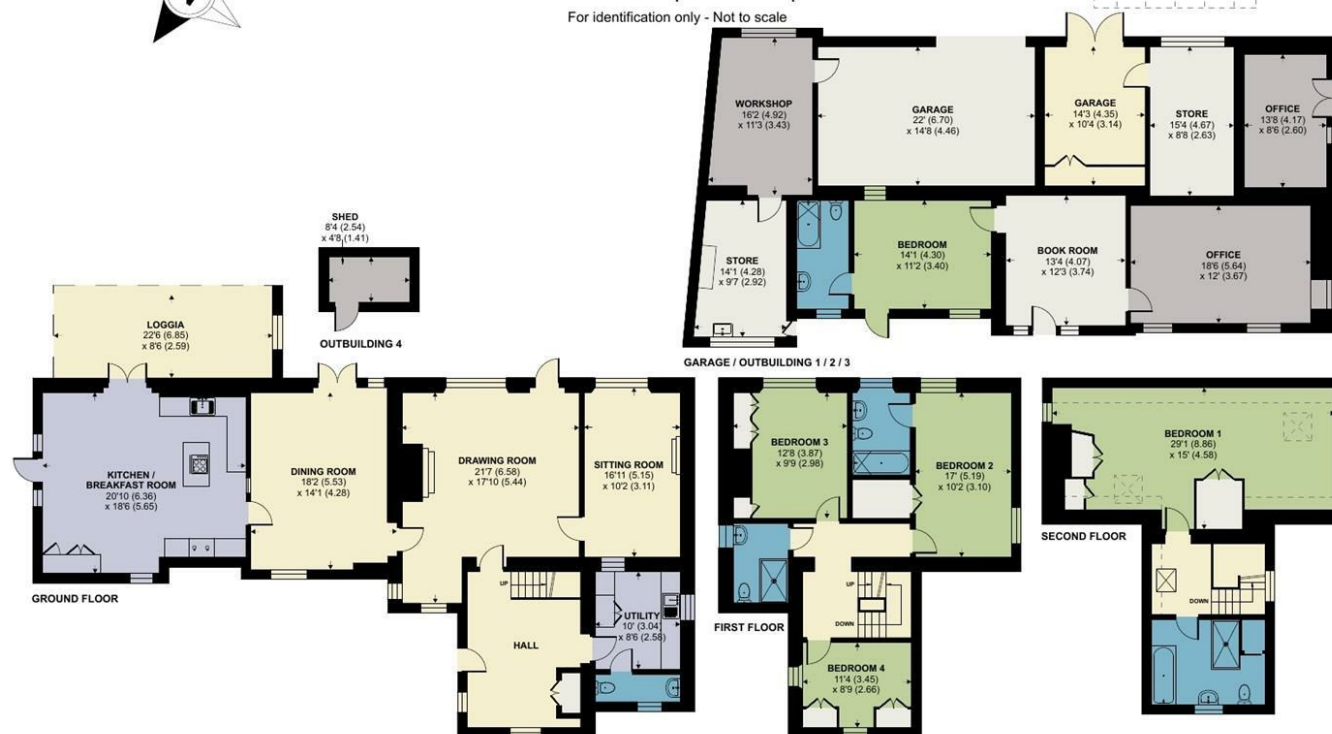 For identification only - Not to scale
WORKSHOP
16'2 (4.92)
x 11'3 (3.43)
GARAGE
22' (6.70)
x 14'8 (4.46)
GARAGE
14'3 (4.35)
x 10'4 (3.14)
STORE
15'4 (4.67)
x 8'8 (2.63)
OFFICE
13'8 (4.17)
x 8'6 (2.60)
STORE
14'1 (4.28)
x 9'7 (2.92)
BEDROOM
14'1 (4.30)
x 11'2 (3.40)
BOOK ROOM
13'4 (4.07)
x 12'3 (3.74)
OFFICE
18'6 (5.64)
x 12' (3.67)
GARAGE / OUTBUILDING 1 / 2 / 3
SHED
8'4 (2.54)
x 4'8 (1.41)
OUTBUILDING 4
LOGGIA
22'6 (6.85)
x 8'6 (2.59)
KITCHEN /
BREAKFAST ROOM
20'10 (6.36)
x 18'6 (5.65)
DINING ROOM
18'2 (5.53)
x 14'1 (4.28)
DRAWING ROOM
21'7 (6.58)
x 17'10 (5.44)
SITTING ROOM
16'11 (5.15)
x 10'2 (3.11)
UP
HALL
UTILITY
10' (3.04)
x 8'6 (2.58)
GROUND FLOOR
BEDROOM 3
12'8 (3.87)
x 9'9 (2.98)
BEDROOM 2
17' (5.19)
x 10'2 (3.10)
UP
DOWN
BEDROOM 4
11'4 (3.45)
x 8'9 (2.66)
FIRST FLOOR
BEDROOM 1
29'1 (8.86)
x 15' (4.58)
DOWN
SECOND FLOOR